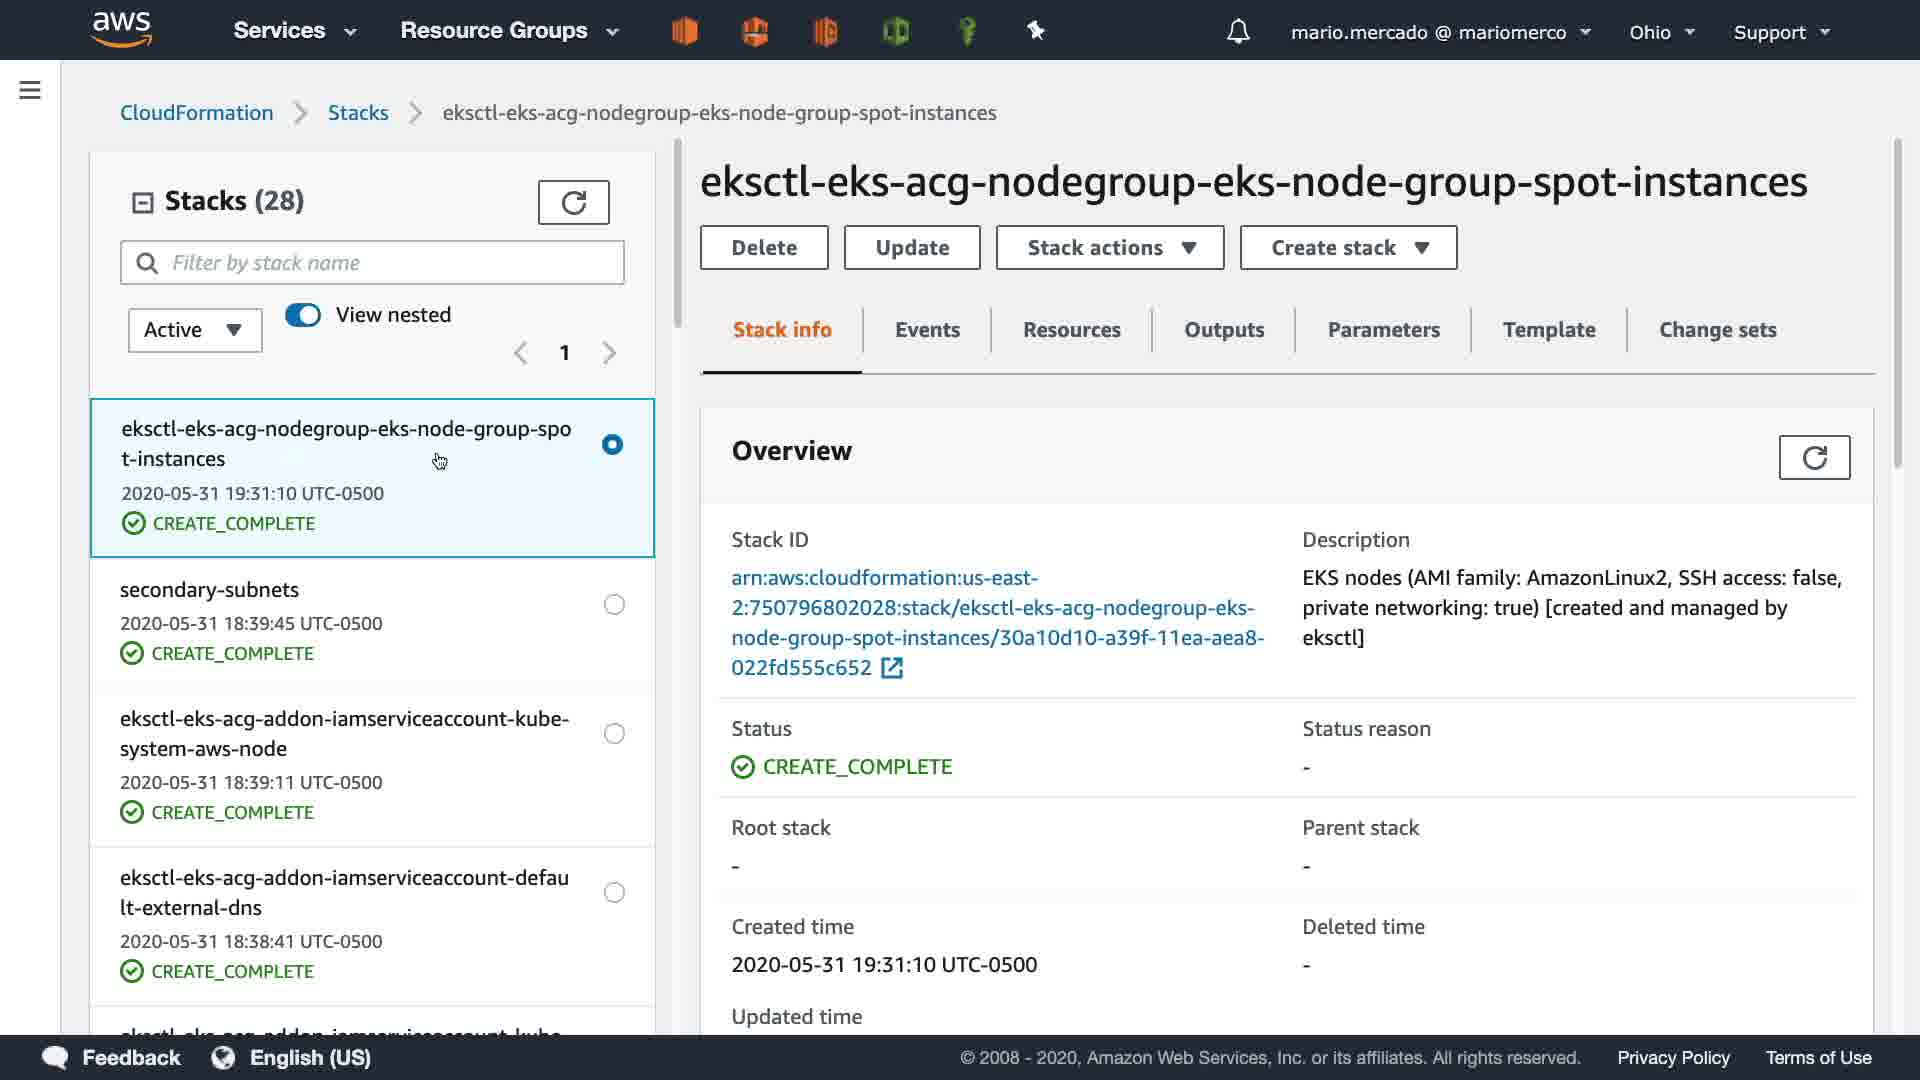 aws
Services
Resource Groups
mario.mercado @ mariomerco
Ohio
Support
CloudFormation
Stacks
eksctl-eks-acg-nodegroup-eks-node-group-spot-instances
Stacks (28)
Filter by stack name
Active
View nested
1
eksctl-eks-acg-nodegroup-eks-node-group-spo
t-instances
2020-05-31 19:31:10 UTC-0500
CREATE_COMPLETE
secondary-subnets
2020-05-31 18:39:45 UTC-0500
CREATE_COMPLETE
eksctl-eks-acg-addon-iamserviceaccount-kube-
system-aws-node
2020-05-31 18:39:11 UTC-0500
CREATE_COMPLETE
eksctl-eks-acg-addon-iamserviceaccount-defau
lt-external-dns
2020-05-31 18:38:41 UTC-0500
CREATE_COMPLETE
eksctl-eks-acg-addon-iamserviceaccount-kube-
eksctl-eks-acg-nodegroup-eks-node-group-spot-instances
Delete
Update
Stack actions
Create stack
Stack info
Events
Resources
Outputs
Parameters
Template
Change sets
Overview
Stack ID
arn:aws:cloudformation:us-east-
2:750796802028:stack/eksctl-eks-acg-nodegroup-eks-
node-group-spot-instances/30a10d10-a39f-11ea-aea8-
022fd555c652
Description
EKS nodes (AMI family: AmazonLinux2, SSH access: false,
private networking: true) [created and managed by
eksctl]
Status
CREATE_COMPLETE
Status reason
-
Root stack
-
Parent stack
-
Created time
2020-05-31 19:31:10 UTC-0500
Deleted time
-
Updated time
Feedback
English (US)
© 2008 - 2020, Amazon Web Services, Inc. or its affiliates. All rights reserved.
Privacy Policy
Terms of Use